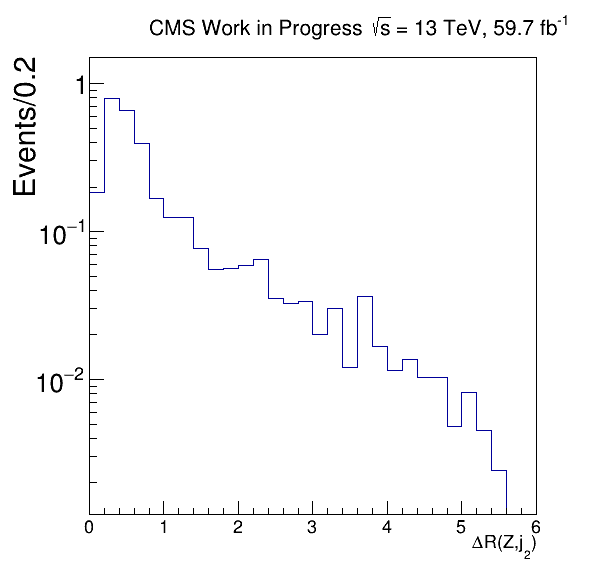 CMS Work in Progress √s = 13 TeV, 59.7 fb⁻¹
Events/0.2
1
10⁻¹
10⁻²
0 1 2 3 4 5 6
ΔR(Z,j₂)